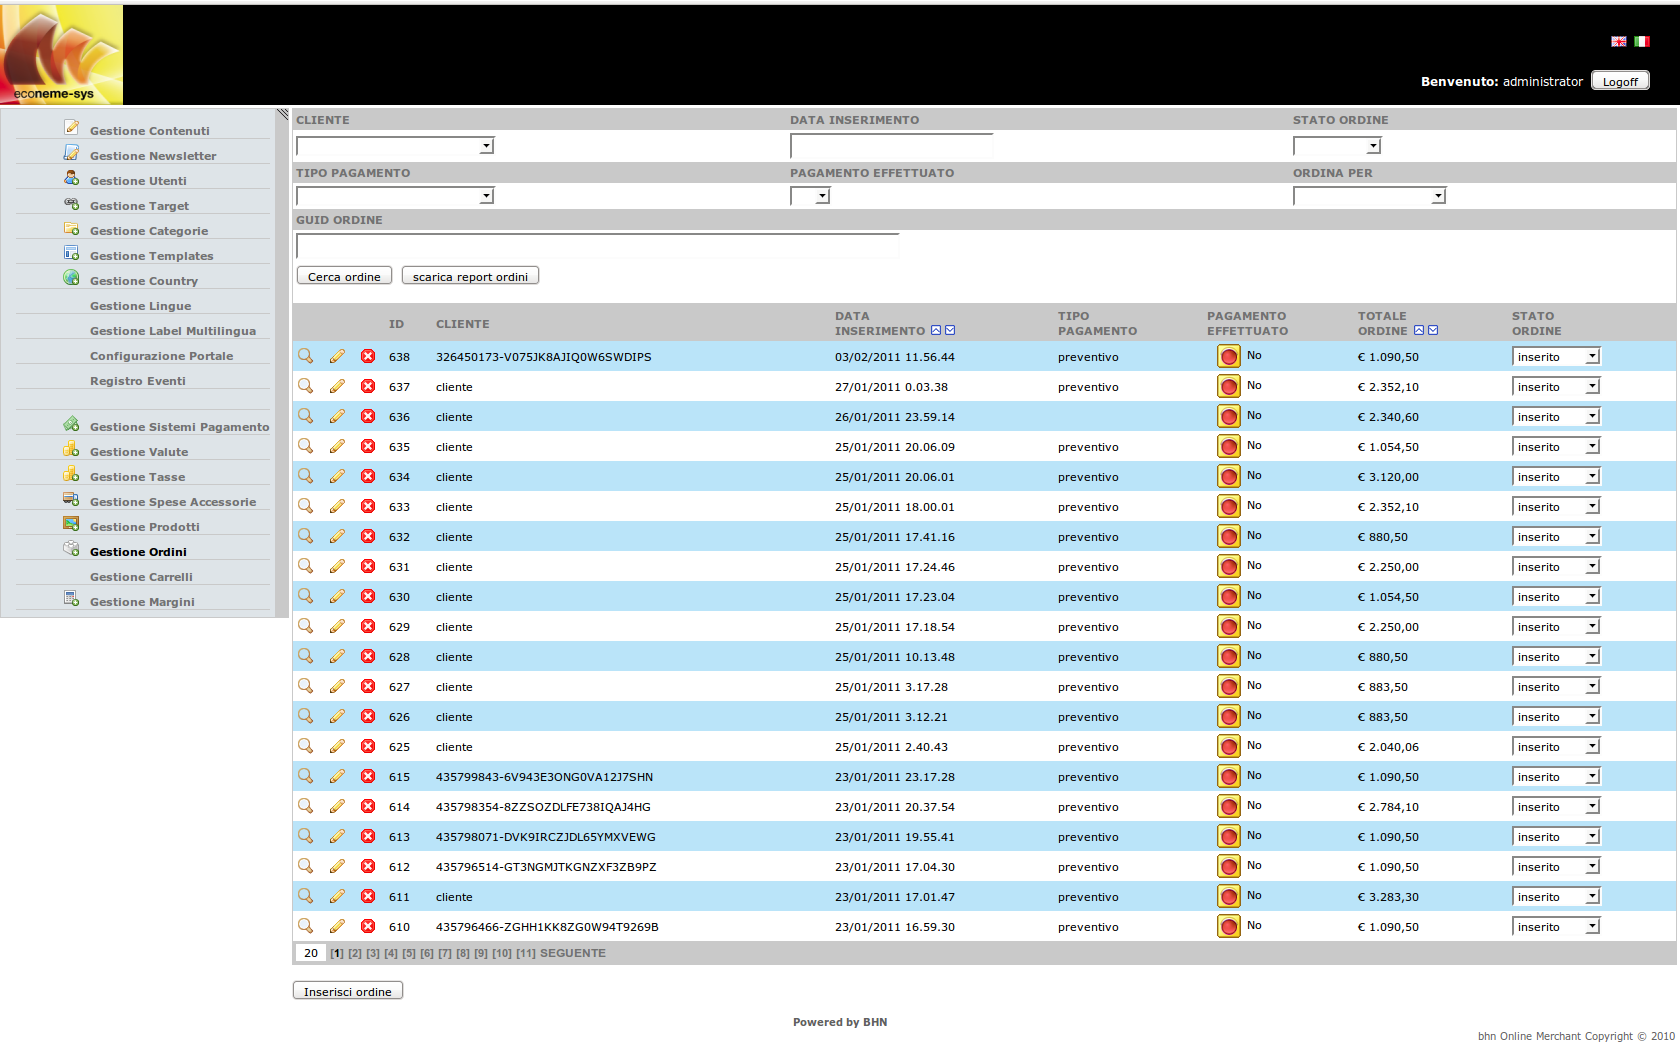 econeme-sys
Benvenuto: administrator Logoff
Gestione Contenuti
Gestione Newsletter
Gestione Utenti
Gestione Target
Gestione Categorie
Gestione Templates
Gestione Country
Gestione Lingue
Gestione Label Multilingua
Configurazione Portale
Registro Eventi
Gestione Sistemi Pagamento
Gestione Valute
Gestione Tasse
Gestione Spese Accessorie
Gestione Prodotti
Gestione Ordini
Gestione Carrelli
Gestione Margini
CLIENTE DATA INSERIMENTO STATO ORDINE
TIPO PAGAMENTO PAGAMENTO EFFETTUATO ORDINA PER
GUID ORDINE
Cerca ordine scarica report ordini
ID CLIENTE DATA INSERIMENTO TIPO PAGAMENTO PAGAMENTO EFFETTUATO TOTALE ORDINE STATO ORDINE
638 326450173-V075JK8AJIQ0W6SWDIPS 03/02/2011 11.56.44 preventivo No € 1.090,50 inserito
637 cliente 27/01/2011 0.03.38 preventivo No € 2.352,10 inserito
636 cliente 26/01/2011 23.59.14 No € 2.340,60 inserito
635 cliente 25/01/2011 20.06.09 preventivo No € 1.054,50 inserito
634 cliente 25/01/2011 20.06.01 preventivo No € 3.120,00 inserito
633 cliente 25/01/2011 18.00.01 preventivo No € 2.352,10 inserito
632 cliente 25/01/2011 17.41.16 preventivo No € 880,50 inserito
631 cliente 25/01/2011 17.24.46 preventivo No € 2.250,00 inserito
630 cliente 25/01/2011 17.23.04 preventivo No € 1.054,50 inserito
629 cliente 25/01/2011 17.18.54 preventivo No € 2.250,00 inserito
628 cliente 25/01/2011 10.13.48 preventivo No € 880,50 inserito
627 cliente 25/01/2011 3.17.28 preventivo No € 883,50 inserito
626 cliente 25/01/2011 3.12.21 preventivo No € 883,50 inserito
625 cliente 25/01/2011 2.40.43 preventivo No € 2.040,06 inserito
615 435799843-6V943E3ONG0VA12J7SHN 23/01/2011 23.17.28 preventivo No € 1.090,50 inserito
614 435798354-8ZZSOZDLFE738IQAJ4HG 23/01/2011 20.37.54 preventivo No € 2.784,10 inserito
613 435798071-DVK9IRCZJDL65YMXVEWG 23/01/2011 19.55.41 preventivo No € 1.090,50 inserito
612 435796514-GT3NGMJTKGNZXF3ZB9PZ 23/01/2011 17.04.30 preventivo No € 1.090,50 inserito
611 cliente 23/01/2011 17.01.47 preventivo No € 3.283,30 inserito
610 435796466-ZGHH1KK8ZG0W94T9269B 23/01/2011 16.59.30 preventivo No € 1.090,50 inserito
20 [1] [2] [3] [4] [5] [6] [7] [8] [9] [10] [11] SEGUENTE
Inserisci ordine
Powered by BHN
bhn Online Merchant Copyright © 2010